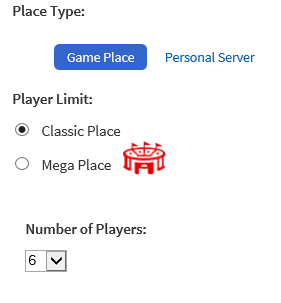 Place Type:
Game Place Personal Server
Player Limit:
Classic Place
Mega Place
Number of Players:
6